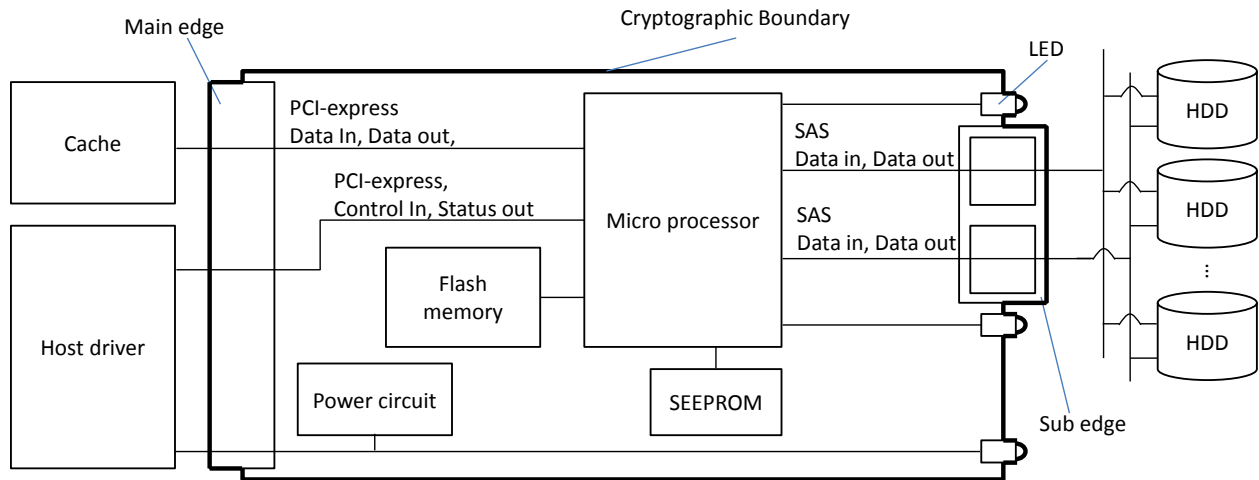 Cryptographic Boundary
Main edge
LED
PCI-express
Data In, Data out,
Cache
SAS
Data in, Data out
HDD
PCI-express,
Control In, Status out
Micro processor
SAS
Data in, Data out
HDD
...
Flash
memory
Host driver
HDD
Power circuit
SEEPROM
Sub edge